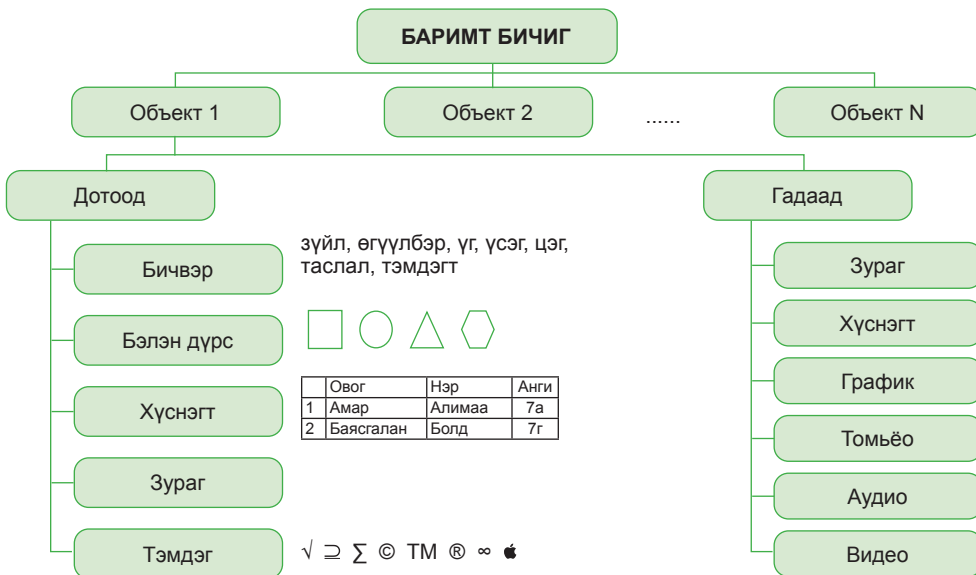 БАРИМТ БИЧИГ
Объект 1
Объект 2
......
Объект N
Дотоод
Гадаад
Бичвэр
зүйл, өгүүлбэр, үг, үсэг, цэг,
таслал, тэмдэгт
Бэлэн дүрс
Хүснэгт
Овог Нэр Анги
1 Амар Алимаа 7а
2 Баясгалан Болд 7г
Зураг
Тэмдэг
√ ⊇ ∑ © TM ® ∞
Зураг
Хүснэгт
График
Томьёо
Аудио
Видео